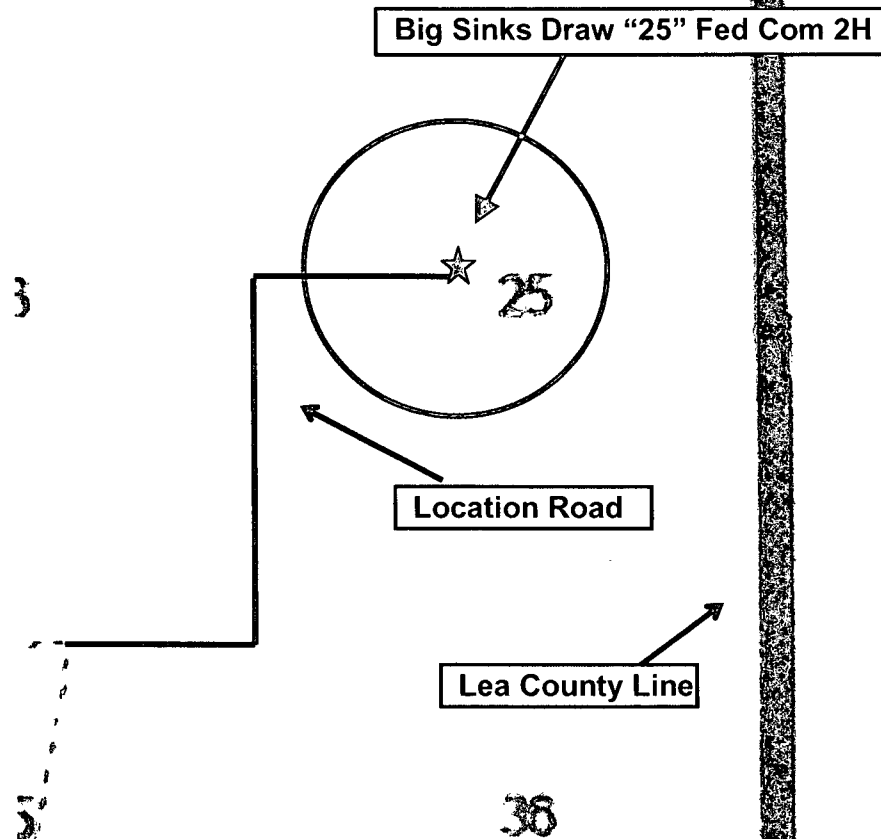 Big Sinks Draw “25” Fed Com 2H
25
Location Road
Lea County Line
36